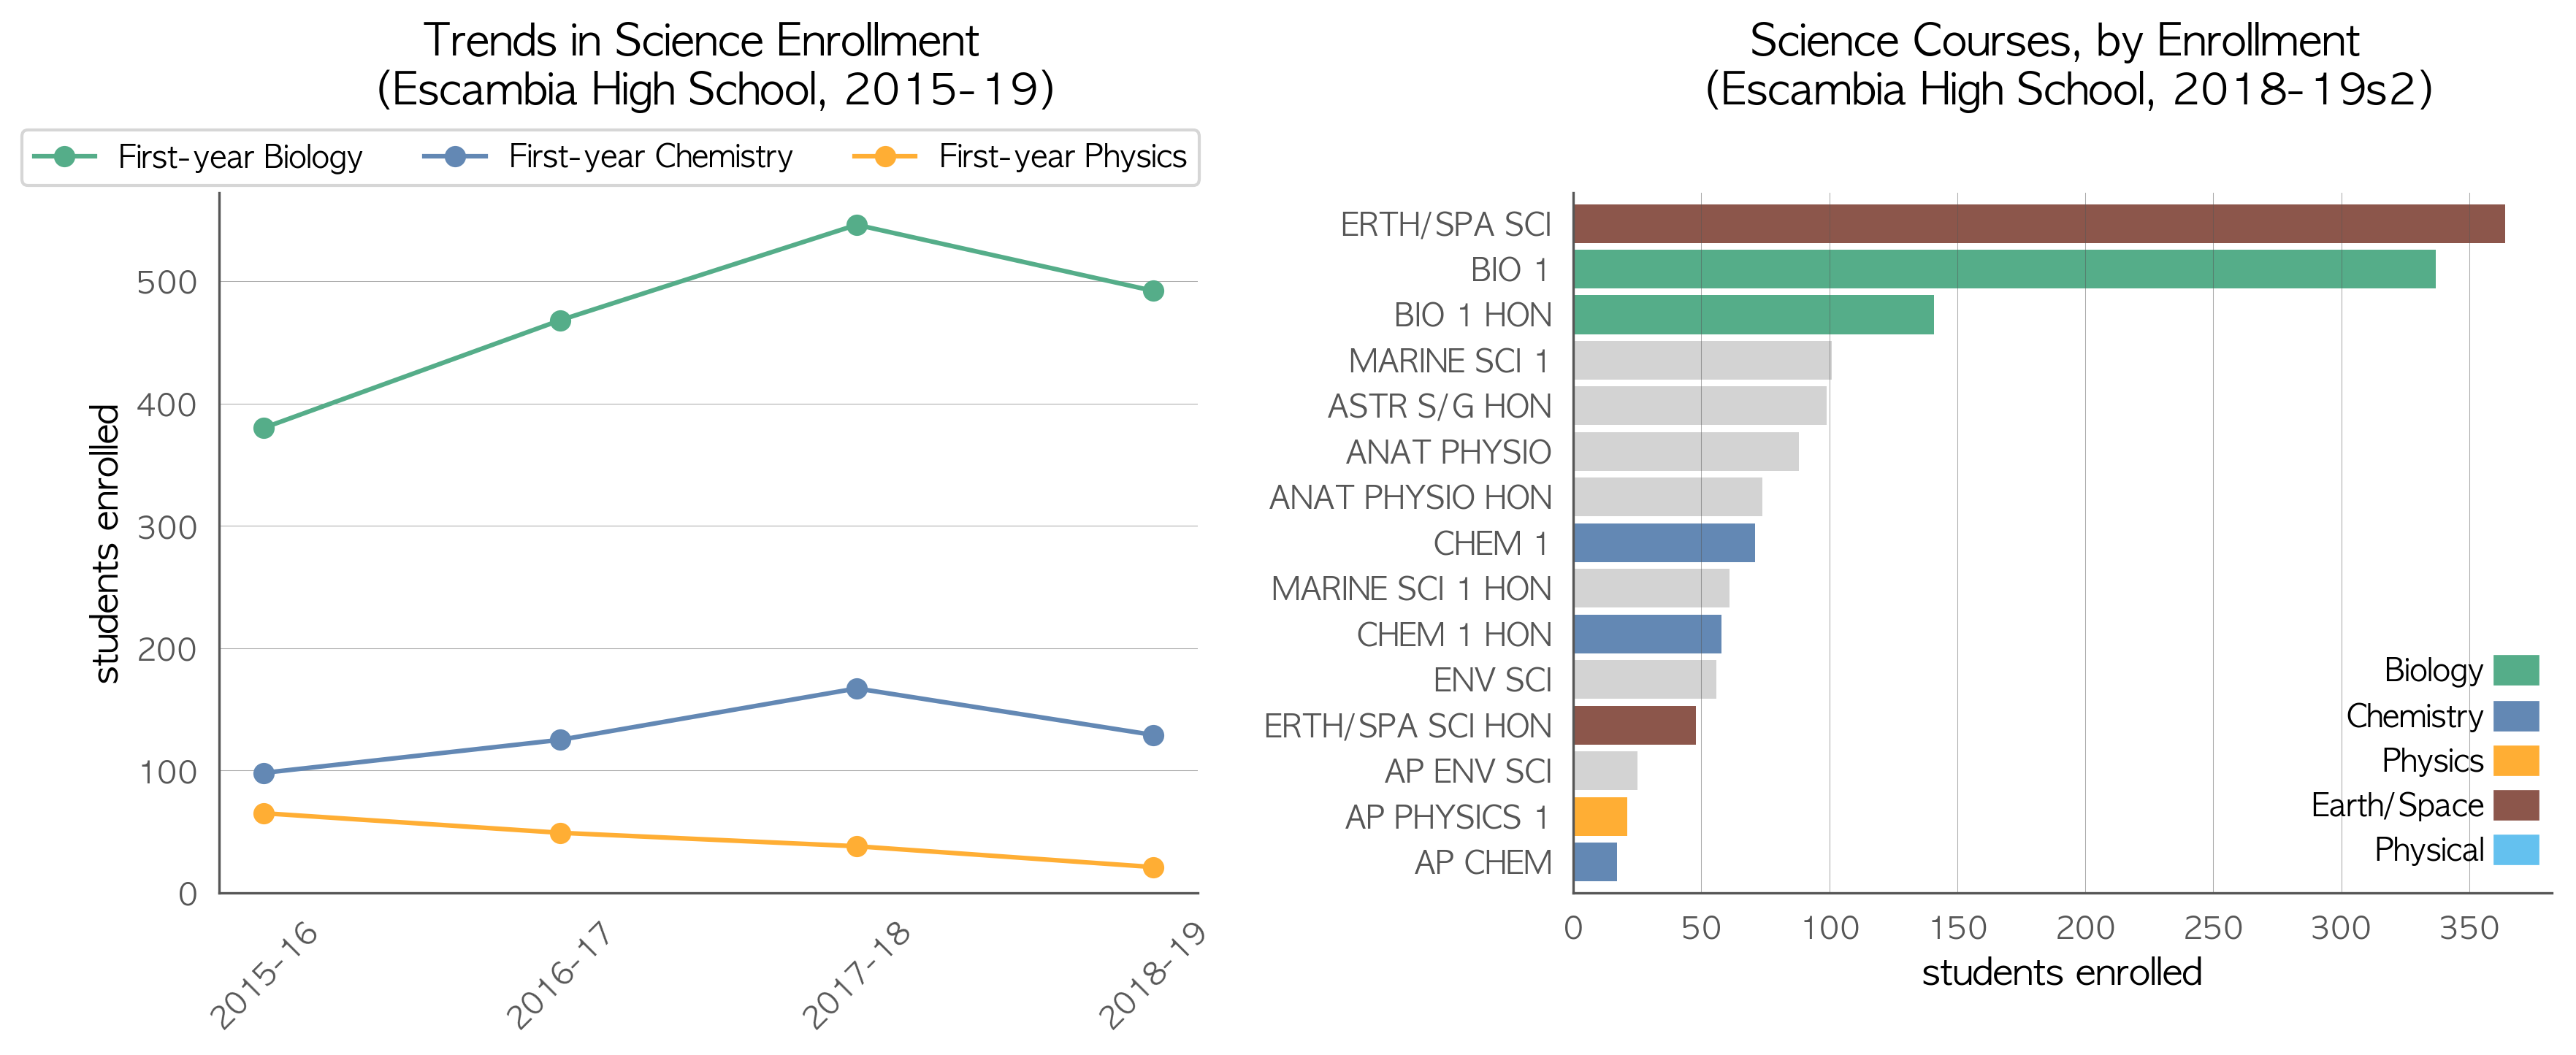 Trends in Science Enrollment
(Escambia High School, 2015-19)
First-year Biology
First-year Chemistry
First-year Physics
students enrolled
500
400
300
200
100
0
2015-16
2016-17
2017-18
2018-19
Science Courses, by Enrollment
(Escambia High School, 2018-19s2)
ERTH/SPA SCI
BIO 1
BIO 1 HON
MARINE SCI 1
ASTR S/G HON
ANAT PHYSIO
ANAT PHYSIO HON
CHEM 1
MARINE SCI 1 HON
CHEM 1 HON
ENV SCI
ERTH/SPA SCI HON
AP ENV SCI
AP PHYSICS 1
AP CHEM
Biology
Chemistry
Physics
Earth/Space
Physical
0
50
100
150
200
250
300
350
students enrolled